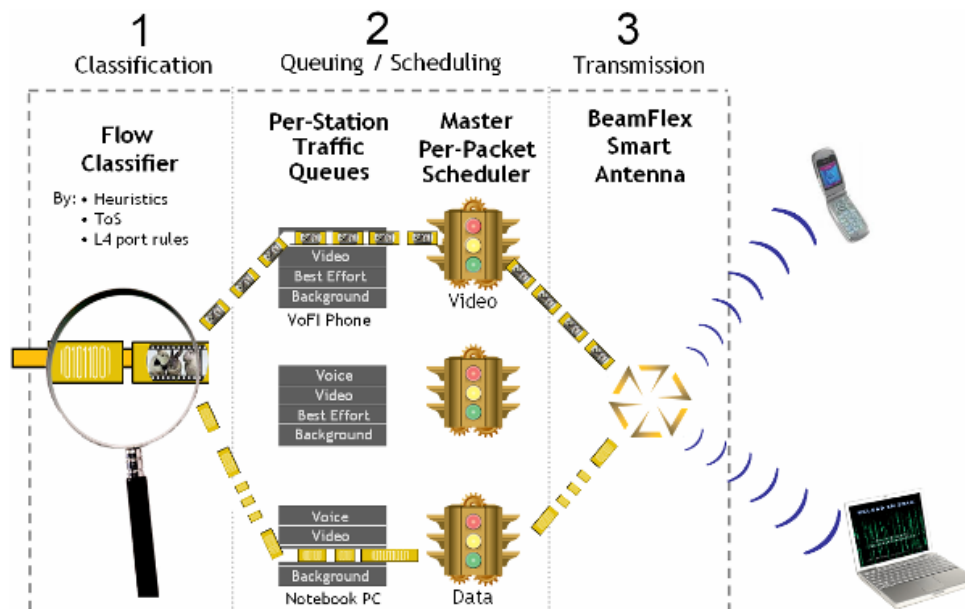 1
Classification
2
Queuing / Scheduling
3
Transmission
Flow
Classifier
By: • Heuristics
• ToS
• L4 port rules
Per-Station
Traffic
Queues
Master
Per-Packet
Scheduler
BeamFlex
Smart
Antenna
Video
Best Effort
Background
VoFI Phone
Video
01011001
Voice
Video
Best Effort
Background
Voice
Video
Background
Notebook PC
Data